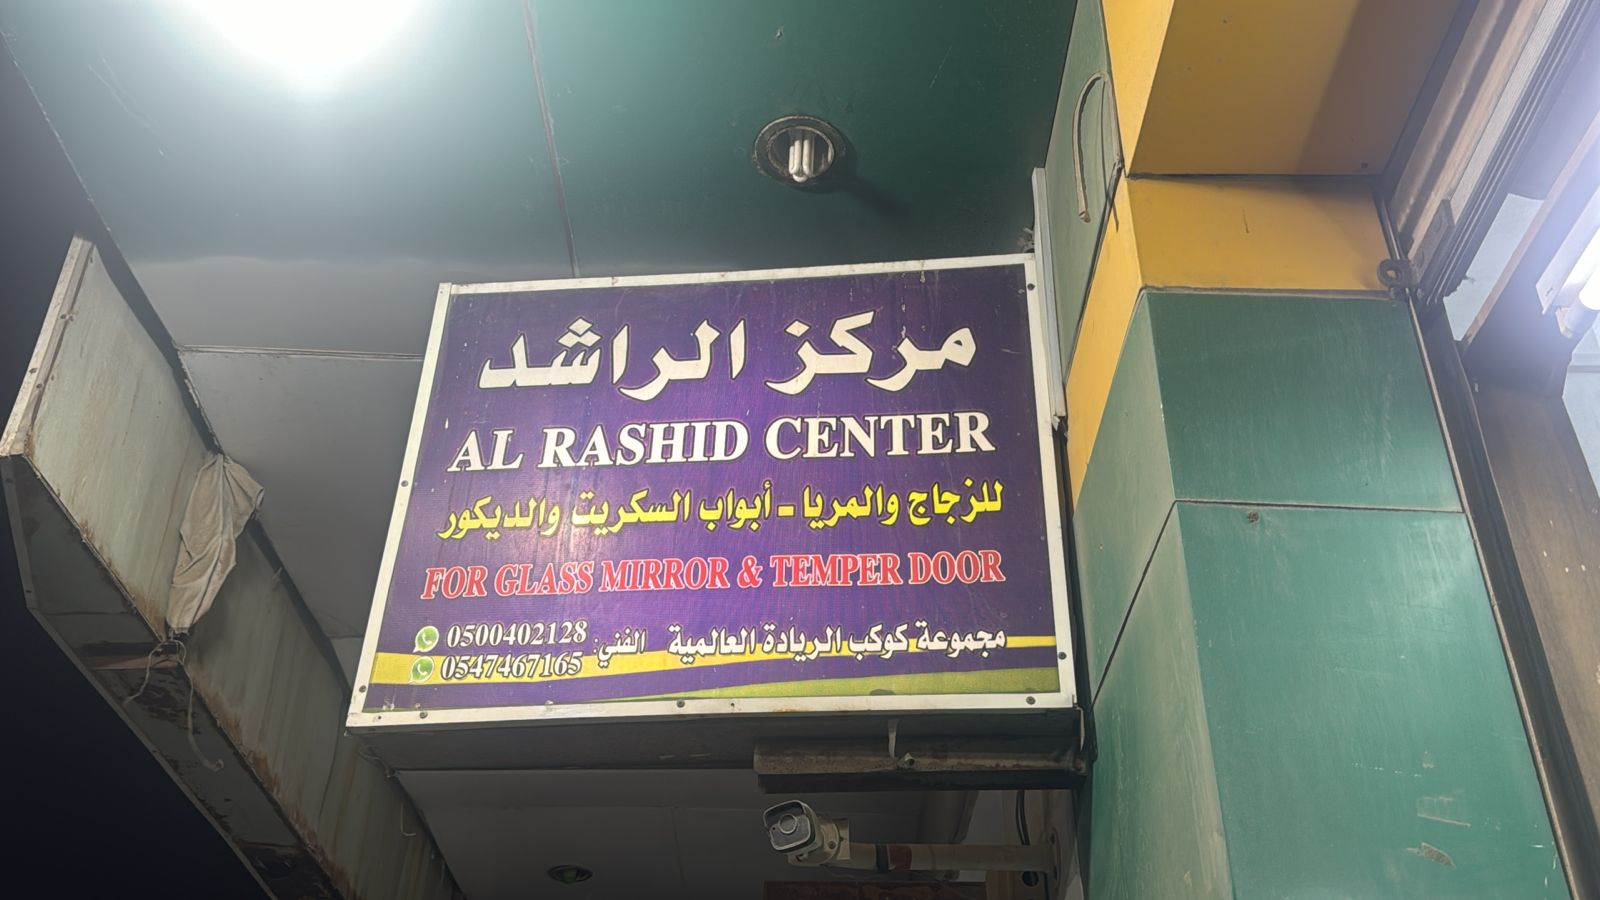 مركز الراشد
AL RASHID CENTER
للزجاج والمريا - أبواب السكريت والديكور
FOR GLASS MIRROR & TEMPER DOOR
مجموعة كوكب الريادة العالمية الفني: 0500402128
0547467165